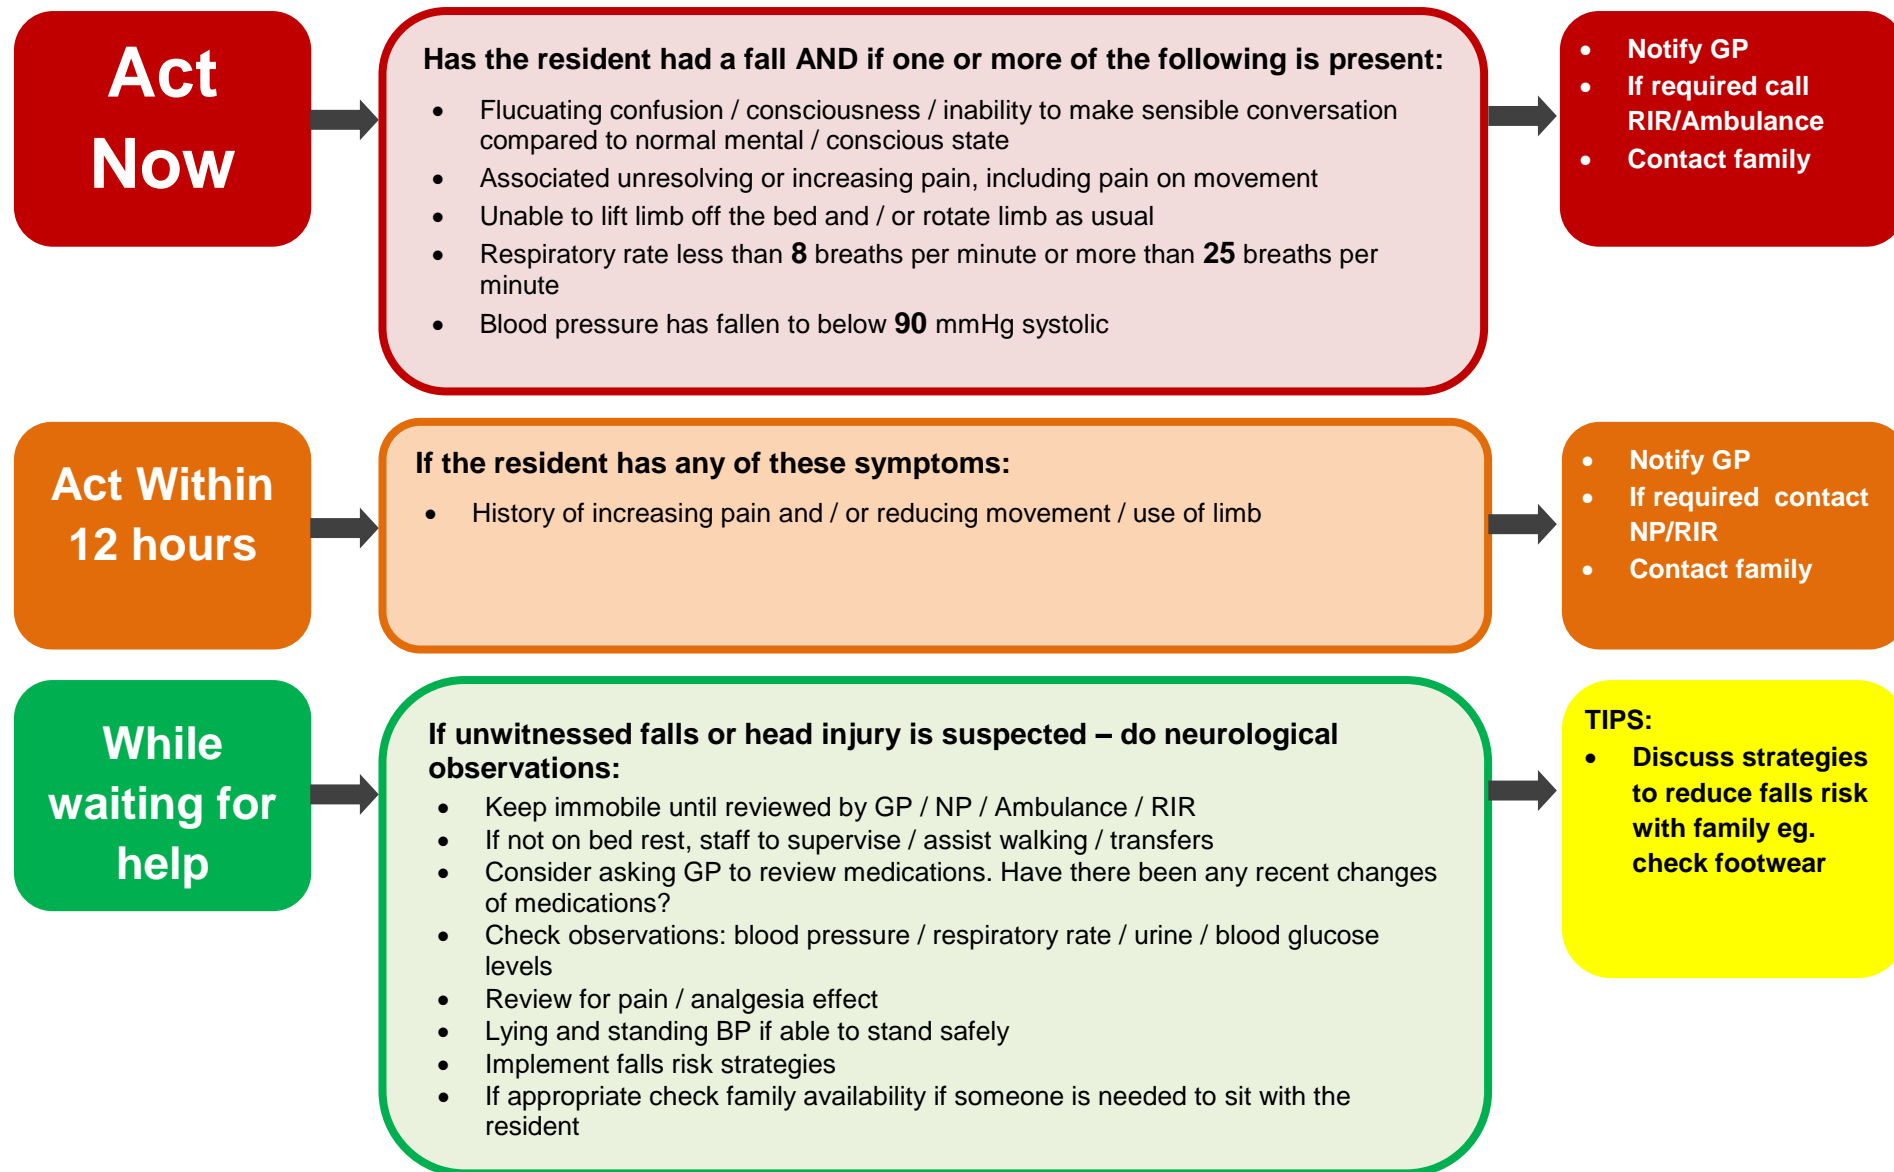 Act
Now
Has the resident had a fall AND if one or more of the following is present:
• Flucuating confusion / consciousness / inability to make sensible conversation
compared to normal mental / conscious state
• Associated unresolving or increasing pain, including pain on movement
• Unable to lift limb off the bed and / or rotate limb as usual
• Respiratory rate less than 8 breaths per minute or more than 25 breaths per
minute
• Blood pressure has fallen to below 90 mmHg systolic
• Notify GP
• If required call
RIR/Ambulance
• Contact family
Act Within
12 hours
If the resident has any of these symptoms:
• History of increasing pain and / or reducing movement / use of limb
• Notify GP
• If required contact
NP/RIR
• Contact family
While
waiting for
help
If unwitnessed falls or head injury is suspected – do neurological
observations:
• Keep immobile until reviewed by GP / NP / Ambulance / RIR
• If not on bed rest, staff to supervise / assist walking / transfers
• Consider asking GP to review medications. Have there been any recent changes
of medications?
• Check observations: blood pressure / respiratory rate / urine / blood glucose
levels
• Review for pain / analgesia effect
• Lying and standing BP if able to stand safely
• Implement falls risk strategies
• If appropriate check family availability if someone is needed to sit with the
resident
TIPS:
• Discuss strategies
to reduce falls risk
with family eg.
check footwear